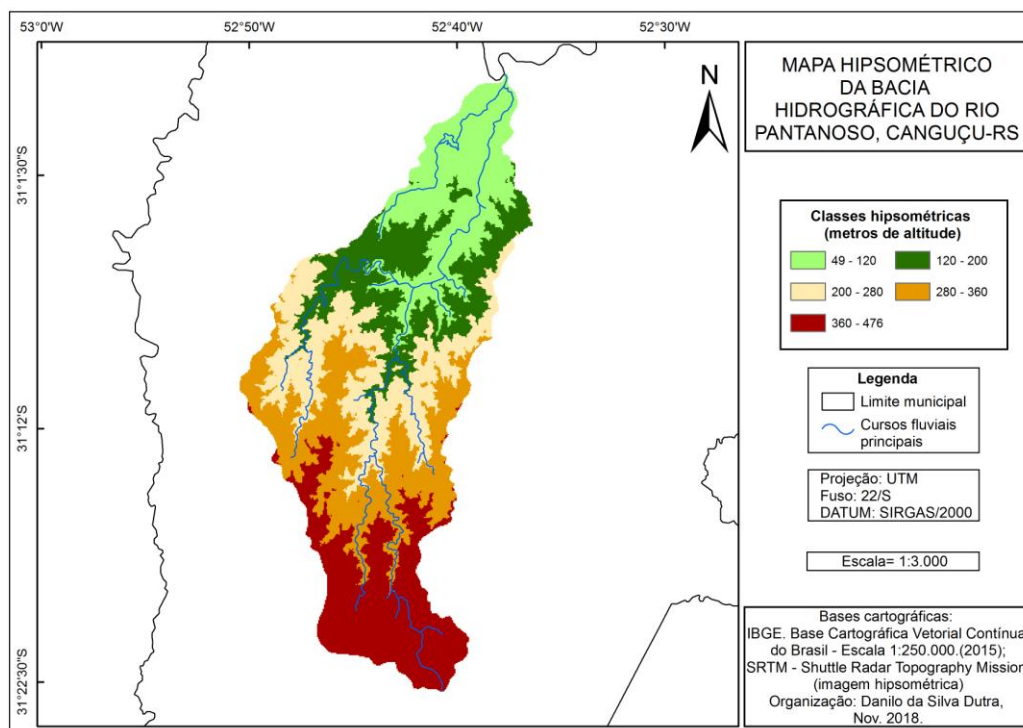 53°0'W
52°50'W
52°40'W
52°30'W
31°1'30"S
31°12'S
31°22'30"S
N
MAPA HIPSOMÉTRICO
DA BACIA
HIDROGRÁFICA DO RIO
PANTANOSO, CANGUÇU-RS
Classes hipsométricas
(metros de altitude)
49 - 120
120 - 200
200 - 280
280 - 360
360 - 476
Legenda
Limite municipal
Cursos fluviais
principais
Projeção: UTM
Fuso: 22/S
DATUM: SIRGAS/2000
Escala= 1:3.000
Bases cartográficas:
IBGE. Base Cartográfica Vetorial Contínua
do Brasil - Escala 1:250.000.(2015);
SRTM - Shuttle Radar Topography Mission
(imagem hipsométrica)
Organização: Danilo da Silva Dutra,
Nov. 2018.